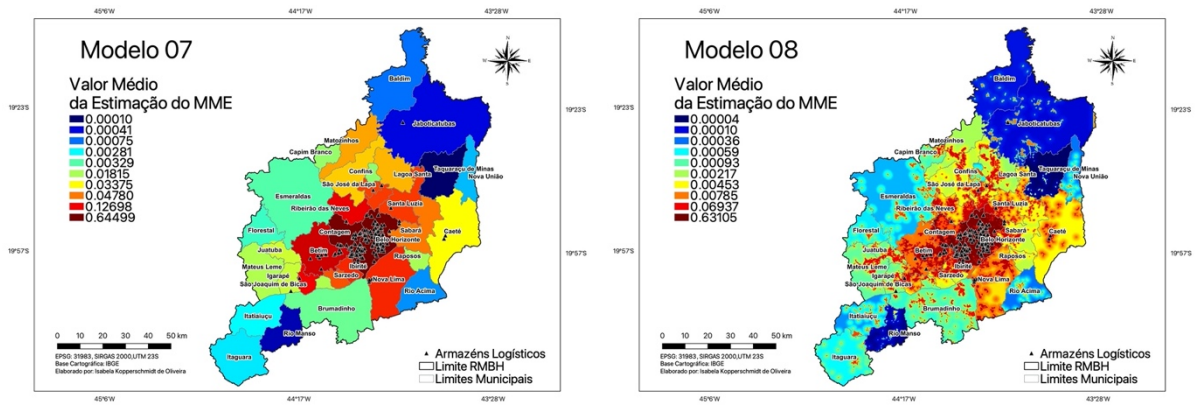 45°6'W 44°17'W 43°28'W
Modelo 07
N
W E
S
Valor Médio
da Estimação do MME
0.00010
0.00041
0.00075
0.00281
0.00329
0.01815
0.03375
0.04780
0.12698
0.64499
19°23'S
19°23'S
19°57'S
19°57'S
Baldim
Jaboticatubas
Matozinhos
Capim Branco
Taquaraçu de Minas
Nova União
Confins
Lagoa Santa
São José da Lapa
Esmeraldas
Ribeirão das Neves
Santa Luzia
Florestal
Contagem
Sabará
Caeté
Belo Horizonte
Juatuba
Betim
Raposos
Mateus Leme
Ibirité
Igarapé
Sarzedo
São Joaquim de Bicas
Nova Lima
Rio Acima
Brumadinho
Itatiaiuçu
Rio Manso
Itaguara
0 10 20 30 40 50 km
EPSG: 31983, SIRGAS 2000,UTM 23S
Base Cartográfica: IBGE
Elaborado por: Isabela Kopperschmidt de Oliveira
Armazéns Logísticos
Limite RMBH
Limites Municipais
45°6'W 44°17'W 43°28'W
45°6'W 44°17'W 43°28'W
Modelo 08
N
W E
S
Valor Médio
da Estimação do MME
0.00004
0.00010
0.00036
0.00059
0.00093
0.00217
0.00453
0.00785
0.06937
0.63105
19°23'S
19°23'S
19°57'S
19°57'S
Baldim
Jaboticatubas
Matozinhos
Capim Branco
Taquaraçu de Minas
Nova União
Confins
Lagoa Santa
São José da Lapa
Esmeraldas
Ribeirão das Neves
Santa Luzia
Florestal
Contagem
Sabará
Caeté
Belo Horizonte
Juatuba
Betim
Raposos
Mateus Leme
Ibirité
Igarapé
Sarzedo
São Joaquim de Bicas
Nova Lima
Rio Acima
Brumadinho
Itatiaiuçu
Rio Manso
Itaguara
0 10 20 30 40 50 km
EPSG: 31983, SIRGAS 2000,UTM 23S
Base Cartográfica: IBGE
Elaborado por: Isabela Kopperschmidt de Oliveira
Armazéns Logísticos
Limite RMBH
Limites Municipais
45°6'W 44°17'W 43°28'W